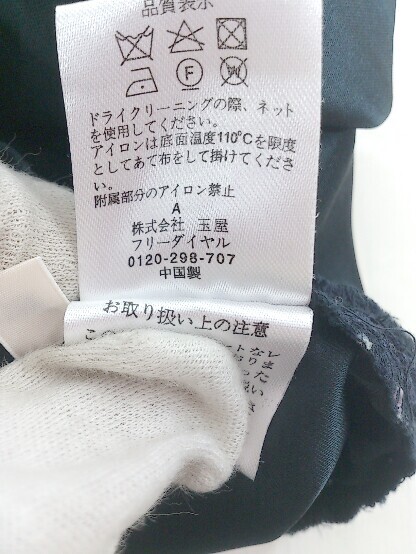 品質表示
F
W
ドライクリーニングの際、ネット
を使用してください。
アイロンは底面温度110℃を限度
としてあて布をして掛けてくださ
い。
附属部分のアイロン禁止
A
株式会社 玉屋
フリーダイヤル
0120-298-707
中国製
お取り扱い上の注意
この